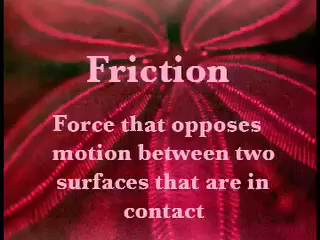 Friction
Force that opposes
motion between two
surfaces that are in
contact